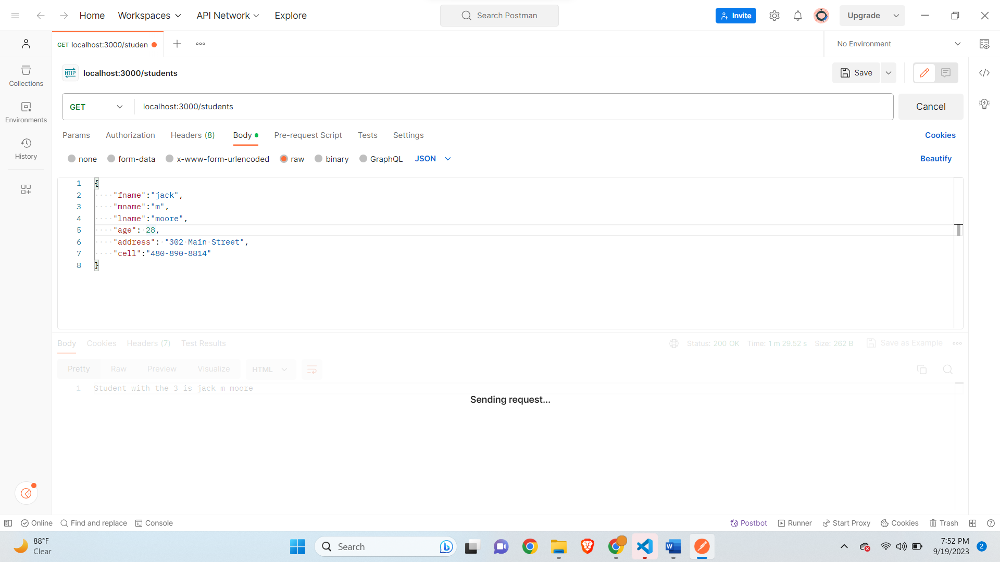 Home Workspaces API Network Explore Search Postman Invite Upgrade
GET localhost:3000/studen No Environment
HTTP localhost:3000/students Save
Collections
GET localhost:3000/students Cancel
Environments
Params Authorization Headers (8) Body Pre-request Script Tests Settings Cookies
History
none form-data x-www-form-urlencoded raw binary GraphQL JSON Beautify
1 {
2 "fname":"jack",
3 "mname":"m",
4 "lname":"moore",
5 "age": 28,
6 "address": "302 Main Street",
7 "cell":"480-890-8814"
8 }
Body Cookies Headers (7) Test Results Status: 200 OK Time: 1 m 29.52 s Size: 262 B Save as Example
Pretty Raw Preview Visualize HTML
1 Student with the 3 is jack m moore
Sending request...
Online Find and replace Console Postbot Runner Start Proxy Cookies Trash
88°F
Clear
Search
W
7:52 PM
9/19/2023
2